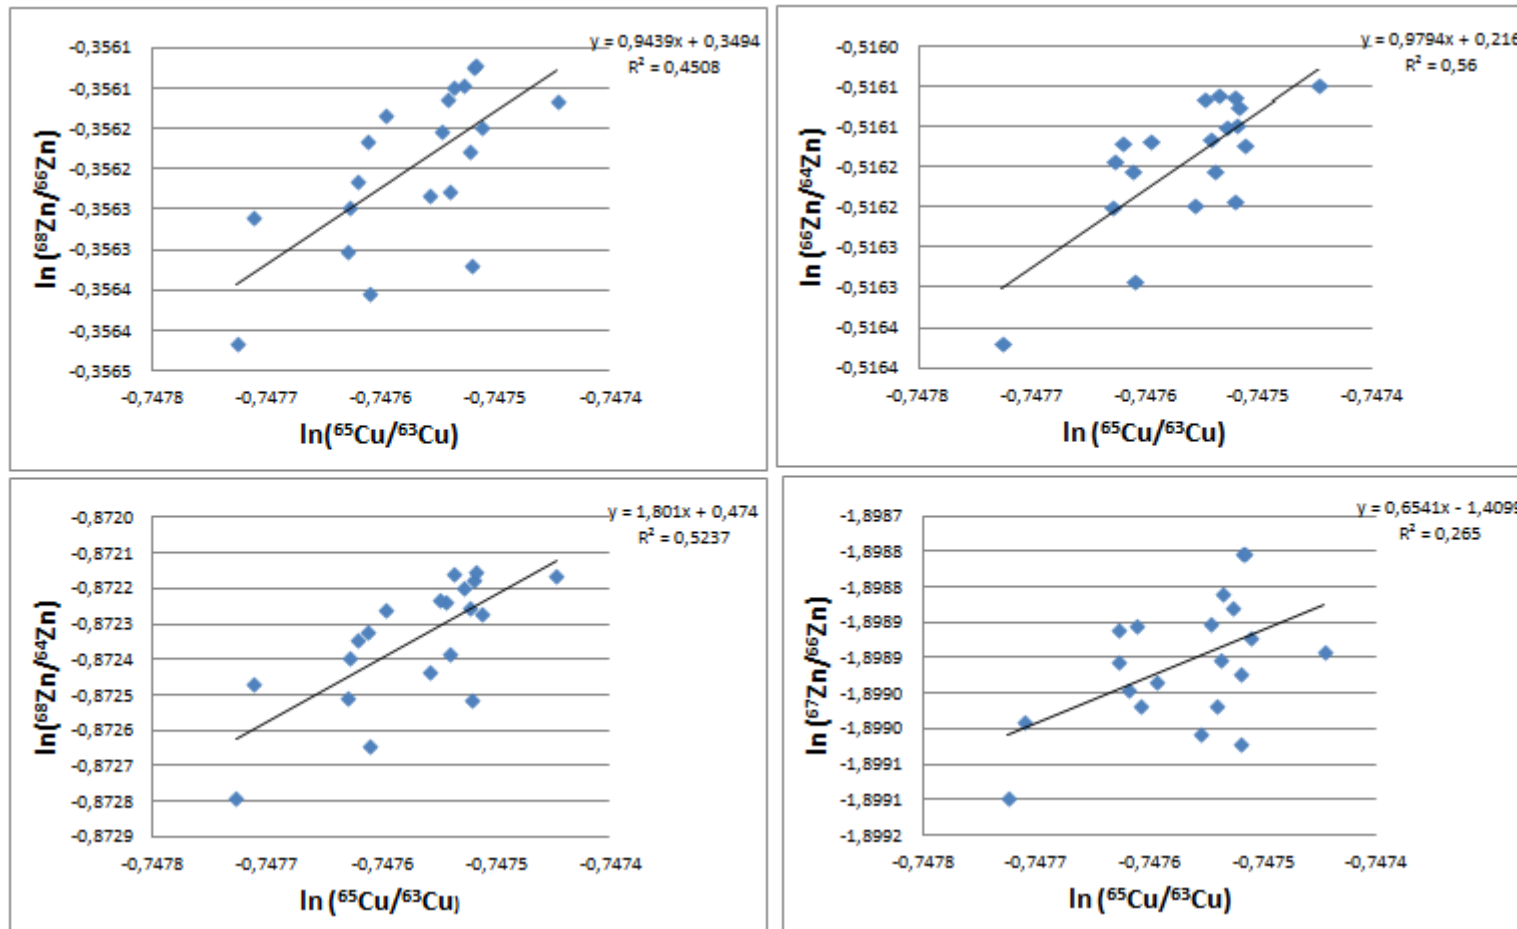 y = 0,9439x + 0,3494
R² = 0,4508
-0,3561
-0,3561
-0,3562
-0,3562
-0,3563
-0,3563
-0,3564
-0,3564
-0,3565
ln (⁶⁸Zn/⁶⁶Zn)
-0,7478 -0,7477 -0,7476 -0,7475 -0,7474
ln(⁶⁵Cu/⁶³Cu)
y = 0,9794x + 0,216
R² = 0,56
-0,5160
-0,5161
-0,5161
-0,5162
-0,5162
-0,5163
-0,5163
-0,5164
-0,5164
ln (⁶⁶Zn/⁶⁴Zn)
-0,7478 -0,7477 -0,7476 -0,7475 -0,7474
ln (⁶⁵Cu/⁶³Cu)
y = 1,801x + 0,474
R² = 0,5237
-0,8720
-0,8721
-0,8722
-0,8723
-0,8724
-0,8725
-0,8726
-0,8727
-0,8728
-0,8729
ln(⁶⁸Zn/⁶⁴Zn)
-0,7478 -0,7477 -0,7476 -0,7475 -0,7474
ln (⁶⁵Cu/⁶³Cu)
y = 0,6541x - 1,4099
R² = 0,265
-1,8987
-1,8988
-1,8988
-1,8989
-1,8989
-1,8990
-1,8990
-1,8991
-1,8991
-1,8992
ln (⁶⁷Zn/⁶⁶Zn)
-0,7478 -0,7477 -0,7476 -0,7475 -0,7474
ln (⁶⁵Cu/⁶³Cu)